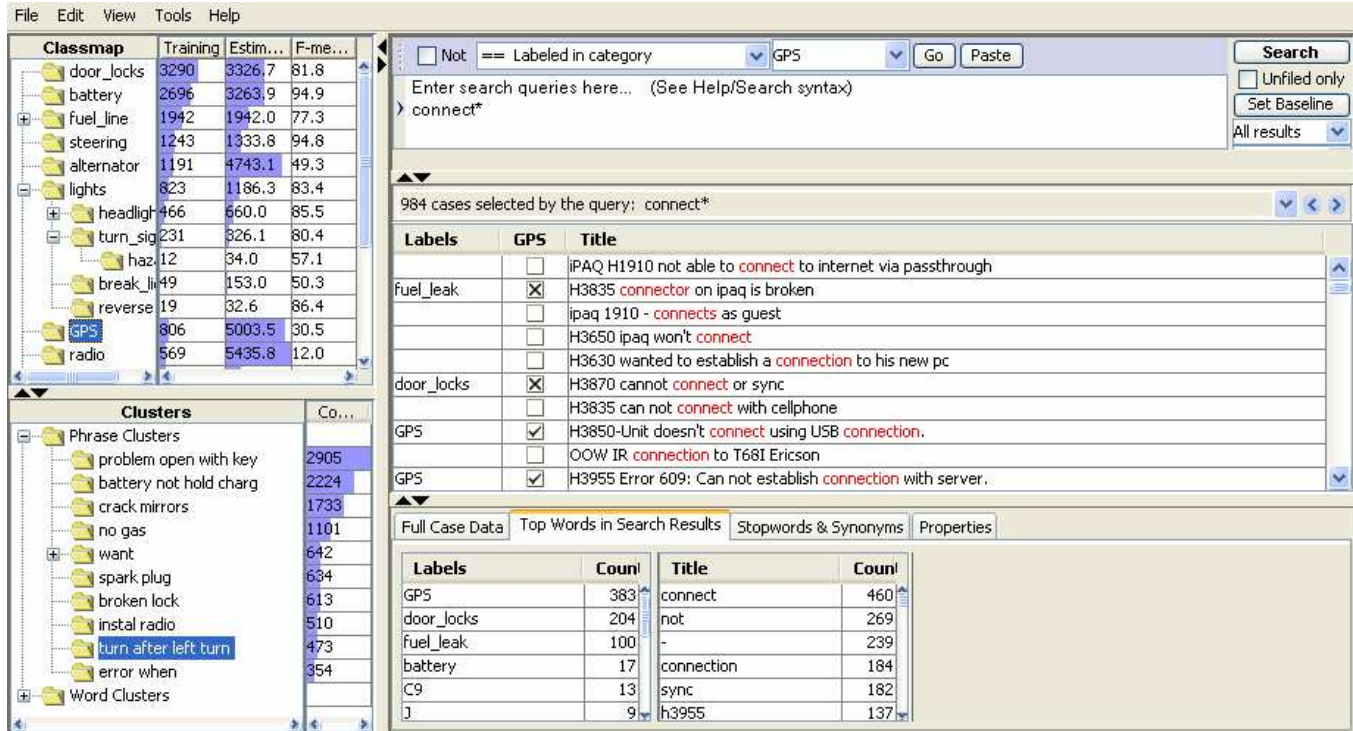 File Edit View Tools Help
Classmap Training Estim... F-me...
door_locks 3290 3326.7 81.8
battery 2696 3263.9 94.9
fuel_line 1942 1942.0 77.3
steering 1243 1333.8 94.8
alternator 1191 4743.1 49.3
lights 823 1186.3 83.4
headligh 466 660.0 85.5
turn_sig 231 326.1 80.4
haz. 12 34.0 57.1
break_li 49 153.0 50.3
reverse 19 32.6 86.4
GPS 806 5003.5 30.5
radio 569 5435.8 12.0
Clusters Co...
Phrase Clusters
problem open with key 2905
battery not hold charg 2224
crack mirrors 1733
no gas 1101
want 642
spark plug 634
broken lock 613
instal radio 510
turn after left turn 473
error when 354
Word Clusters
Not == Labeled in category GPS Go Paste
Enter search queries here... (See Help/Search syntax)
connect*
Search
Unfiled only
Set Baseline
All results
984 cases selected by the query: connect*
Labels GPS Title
iPAQ H1910 not able to connect to internet via passthrough
fuel_leak H3835 connector on ipaq is broken
ipaq 1910 - connects as guest
H3650 ipaq won't connect
H3630 wanted to establish a connection to his new pc
door_locks H3870 cannot connect or sync
H3835 can not connect with cellphone
GPS H3850-Unit doesn't connect using USB connection.
OOW IR connection to T68I Ericson
GPS H3955 Error 609: Can not establish connection with server.
Full Case Data Top Words in Search Results Stopwords & Synonyms Properties
Labels Count Title Count
GPS 383 connect 460
door_locks 204 not 269
fuel_leak 100 - 239
battery 17 connection 184
C9 13 sync 182
J 9 h3955 137